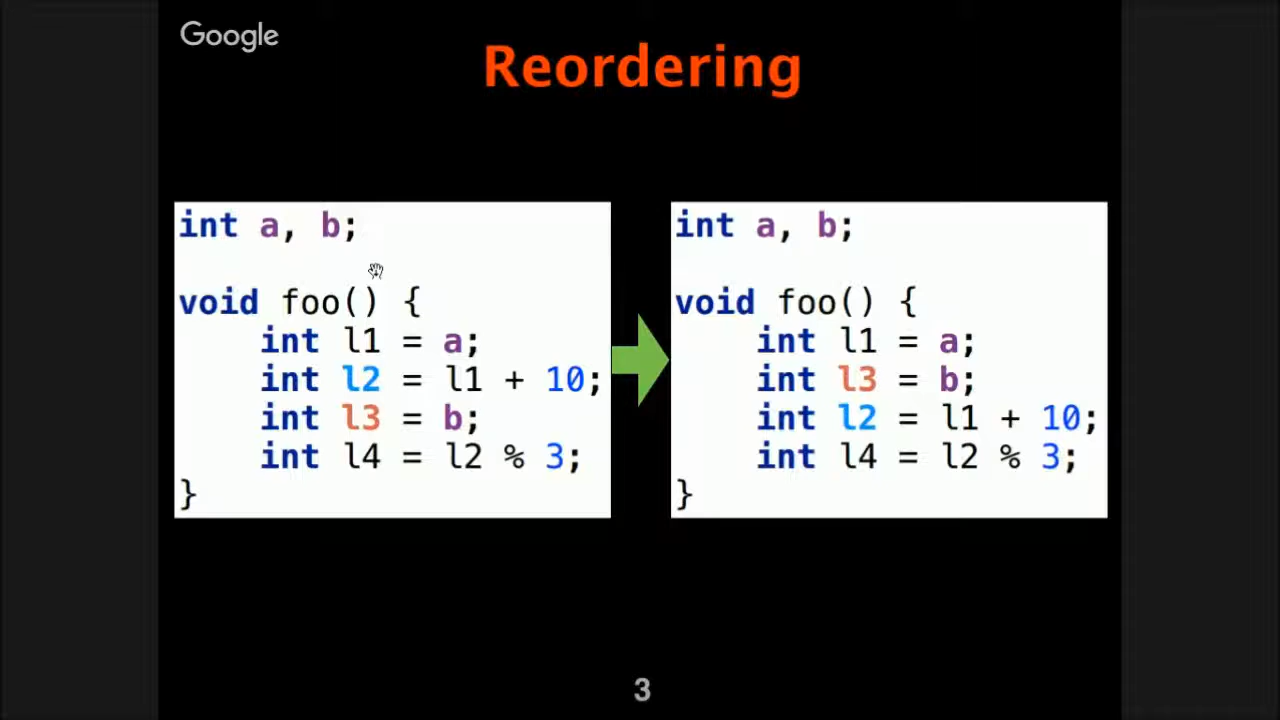 Google
Reordering
int a, b;
void foo() {
int l1 = a;
int l2 = l1 + 10;
int l3 = b;
int l4 = l2 % 3;
}
int a, b;
void foo() {
int l1 = a;
int l3 = b;
int l2 = l1 + 10;
int l4 = l2 % 3;
}
3